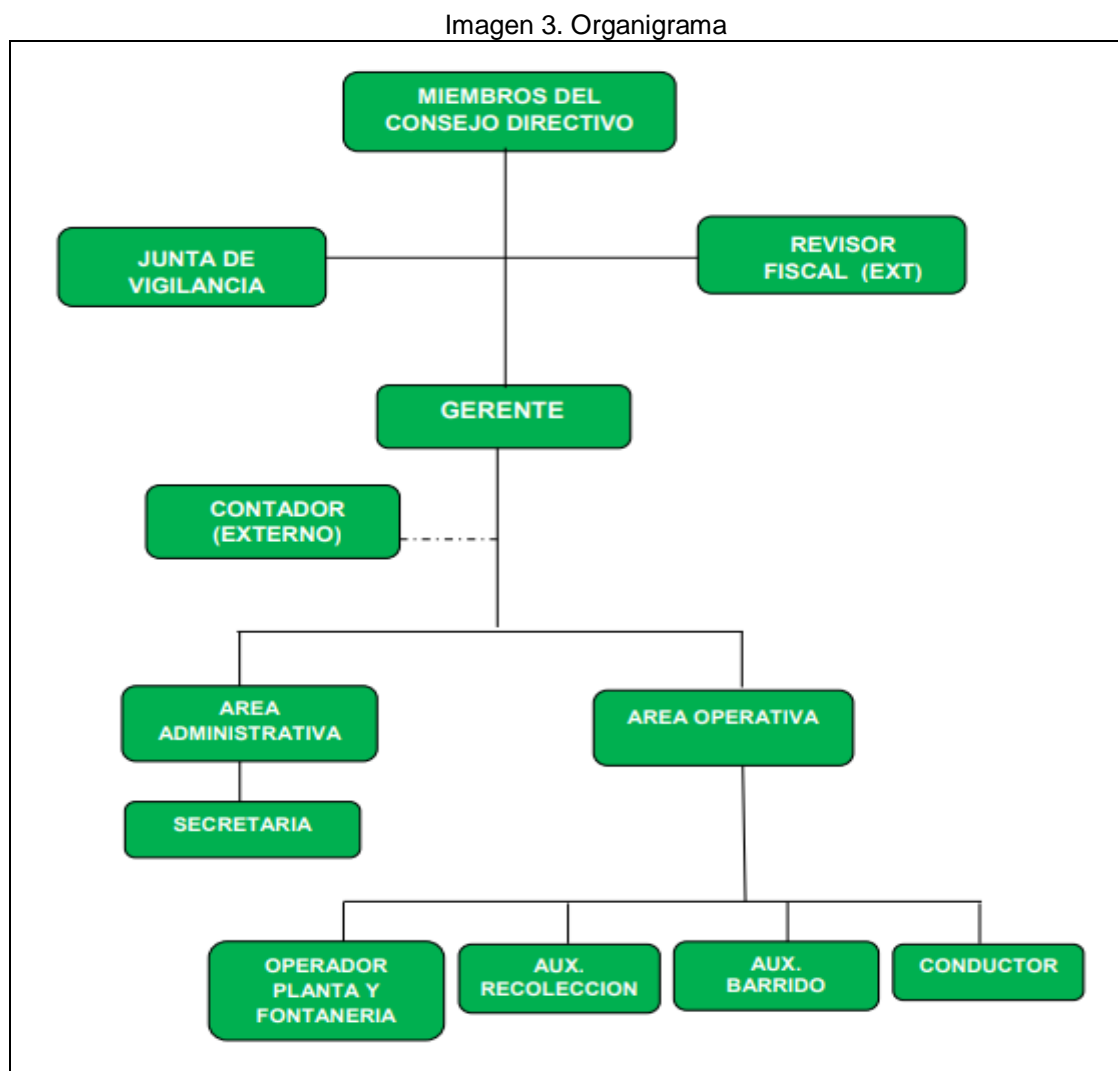 Imagen 3. Organigrama
MIEMBROS DEL
CONSEJO DIRECTIVO
JUNTA DE
VIGILANCIA
REVISOR
FISCAL (EXT)
GERENTE
CONTADOR
(EXTERNO)
AREA
ADMINISTRATIVA
AREA OPERATIVA
SECRETARIA
OPERADOR
PLANTA Y
FONTANERIA
AUX.
RECOLECCION
AUX.
BARRIDO
CONDUCTOR